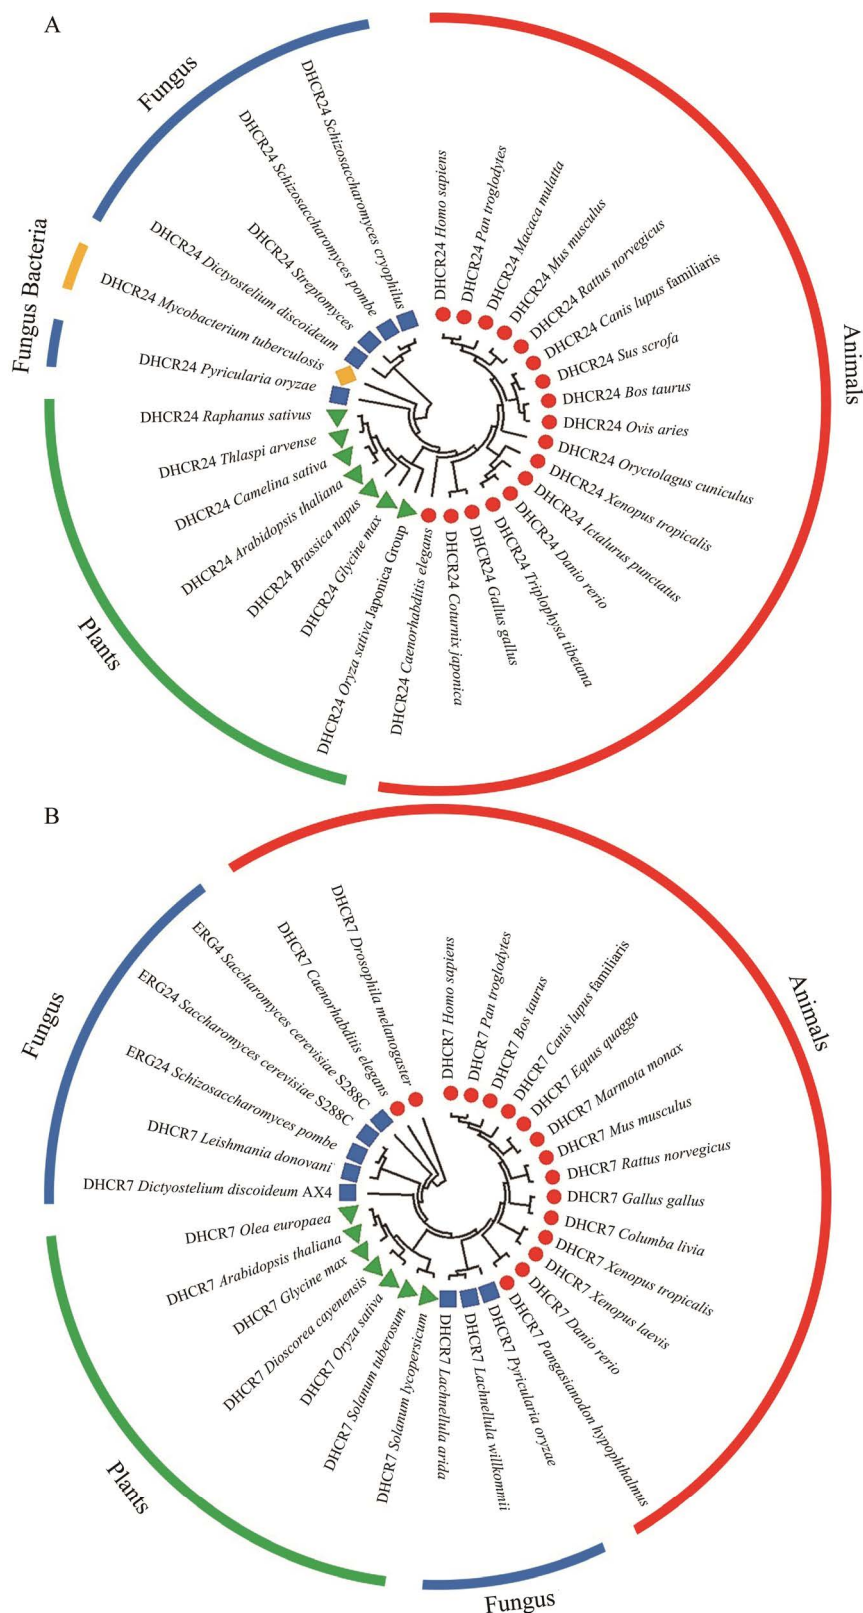 A
Fungus
Fungus Bacteria
Plants
Animals
DHCR24 Homo sapiens
DHCR24 Pan troglodytes
DHCR24 Macaca mulatta
DHCR24 Mus musculus
DHCR24 Rattus norvegicus
DHCR24 Canis lupus familiaris
DHCR24 Sus scrofa
DHCR24 Bos taurus
DHCR24 Ovis aries
DHCR24 Oryctolagus cuniculus
DHCR24 Xenopus tropicalis
DHCR24 Ictalurus punctatus
DHCR24 Danio rerio
DHCR24 Triplophysa tibetana
DHCR24 Gallus gallus
DHCR24 Coturnix japonica
DHCR24 Caenorhabditis elegans
DHCR24 Oryza sativa Japonica Group
DHCR24 Glycine max
DHCR24 Brassica napus
DHCR24 Arabidopsis thaliana
DHCR24 Camelina sativa
DHCR24 Thlaspi arvense
DHCR24 Raphanus sativus
DHCR24 Pyricularia oryzae
DHCR24 Mycobacterium tuberculosis
DHCR24 Dictyostelium discoideum
DHCR24 Streptomyces
DHCR24 Schizosaccharomyces pombe
DHCR24 Schizosaccharomyces cryophilus
B
Fungus
Plants
Fungus
Animals
DHCR7 Homo sapiens
DHCR7 Pan troglodytes
DHCR7 Bos taurus
DHCR7 Canis lupus familiaris
DHCR7 Equus quagga
DHCR7 Marmota monax
DHCR7 Mus musculus
DHCR7 Rattus norvegicus
DHCR7 Gallus gallus
DHCR7 Columba livia
DHCR7 Xenopus tropicalis
DHCR7 Xenopus laevis
DHCR7 Danio rerio
DHCR7 Pangasianodon hypophthalmus
DHCR7 Pyricularia oryzae
DHCR7 Lachnellula willkommii
DHCR7 Lachnellula arida
DHCR7 Solanum lycopersicum
DHCR7 Solanum tuberosum
DHCR7 Oryza sativa
DHCR7 Dioscorea cayenensis
DHCR7 Glycine max
DHCR7 Arabidopsis thaliana
DHCR7 Olea europaea
DHCR7 Dictyostelium discoideum AX4
DHCR7 Leishmania donovani
ERG24 Schizosaccharomyces pombe
ERG24 Saccharomyces cerevisiae S288C
ERG4 Saccharomyces cerevisiae S288C
DHCR7 Caenorhabditis elegans
DHCR7 Drosophila melanogaster